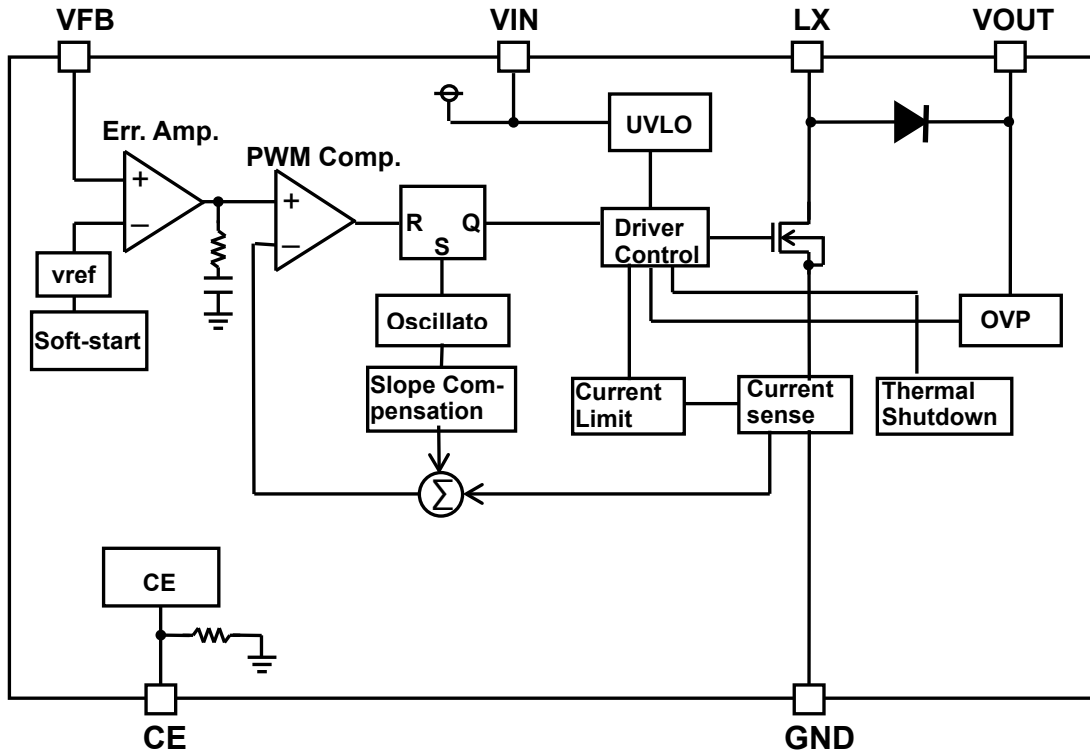 VFB
VIN
LX
VOUT
Err. Amp.
UVLO
PWM Comp.
+
−
+
−
R
Q
S
Driver
Control
vref
Soft-start
Oscillato
OVP
Slope Com-
pensation
Current
Limit
Current
sense
Thermal
Shutdown
Σ
CE
CE
GND